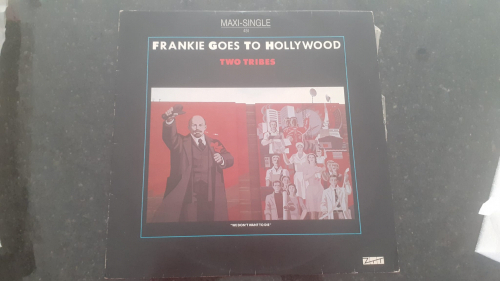 MAXI-SINGLE
FRANKIE GOES TO HOLLYWOOD
TWO TRIBES
"WE DON'T WANT TO DIE"